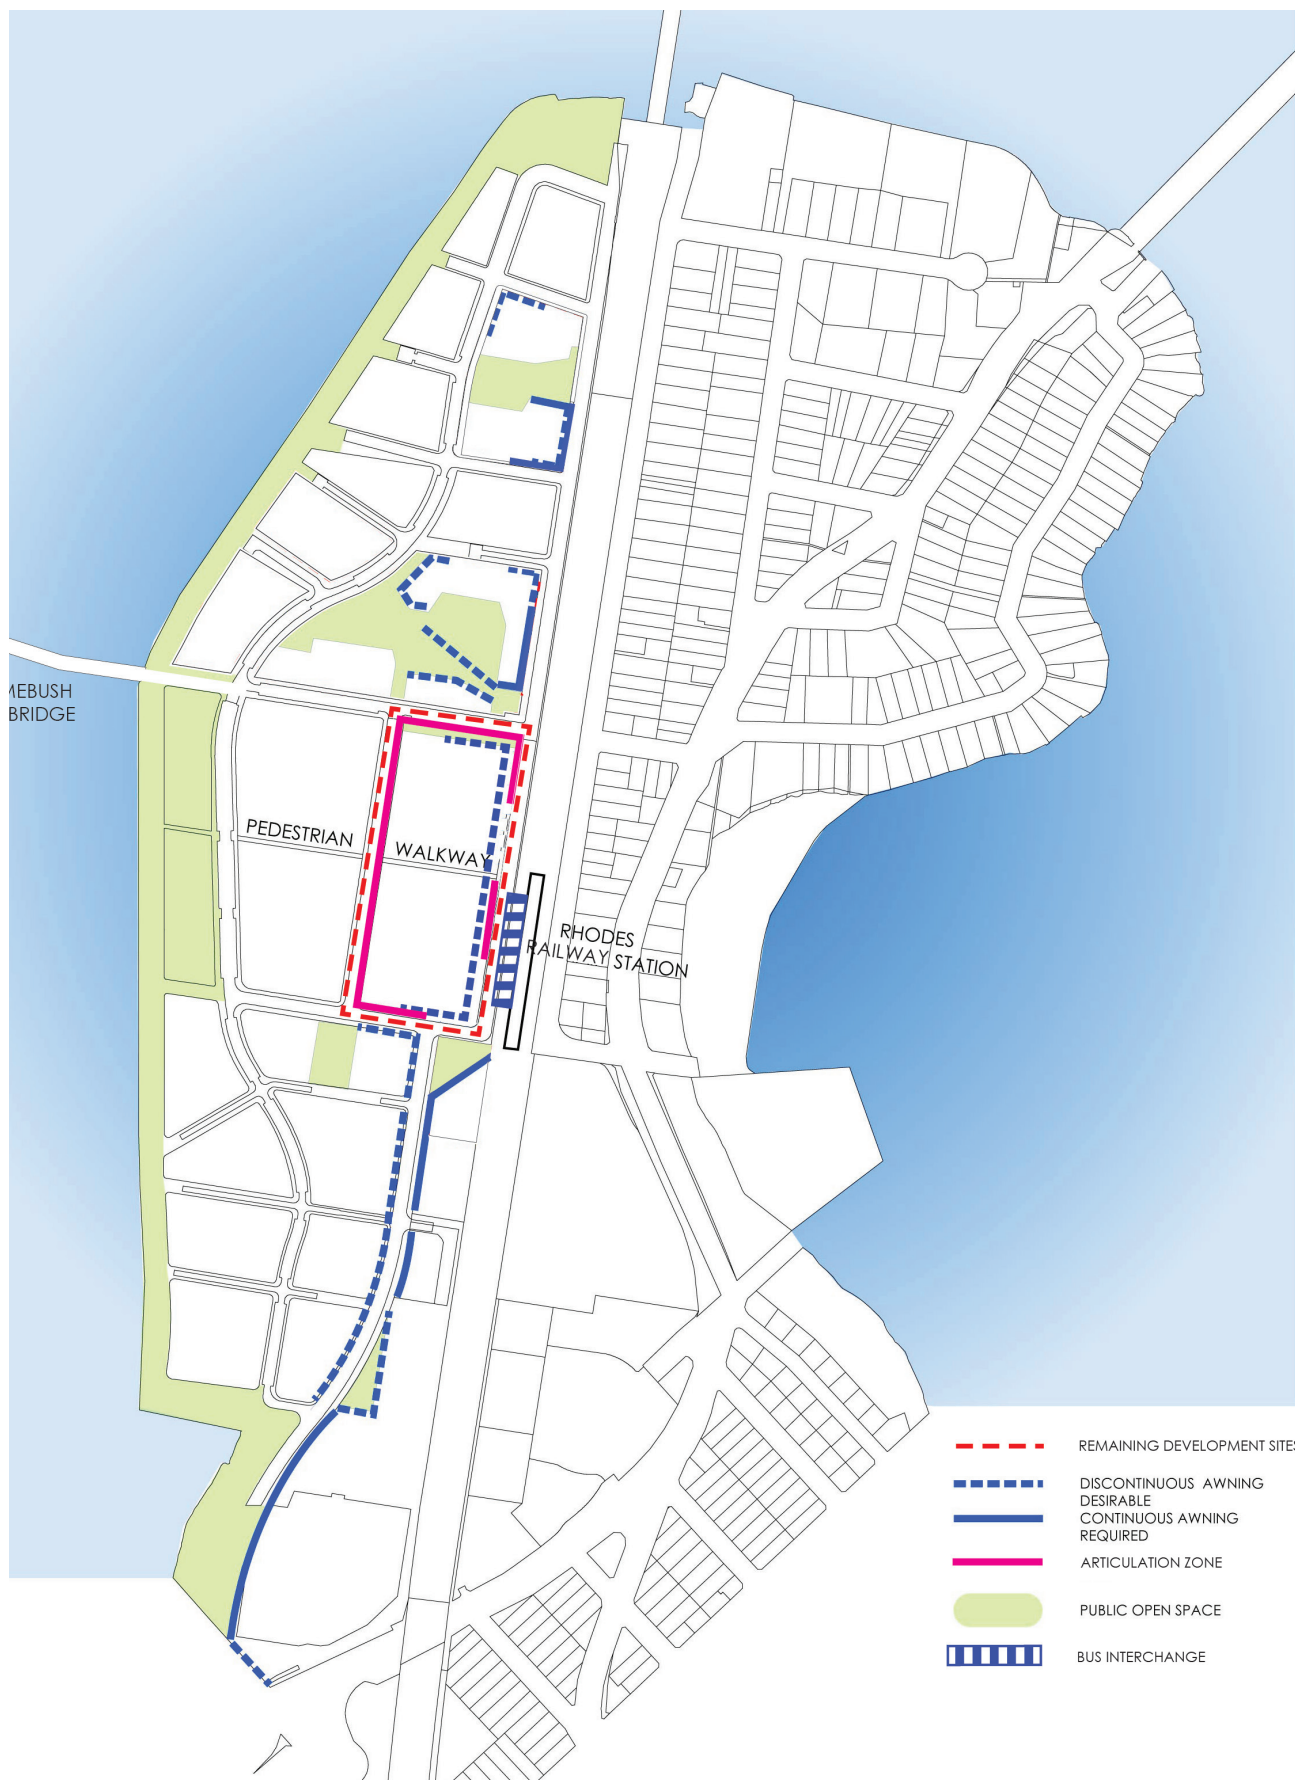 MEBUSH
BRIDGE
PEDESTRIAN
WALKWAY
RHODES
RAILWAY STATION
REMAINING DEVELOPMENT SITES
DISCONTINUOUS AWNING
DESIRABLE
CONTINUOUS AWNING
REQUIRED
ARTICULATION ZONE
PUBLIC OPEN SPACE
BUS INTERCHANGE